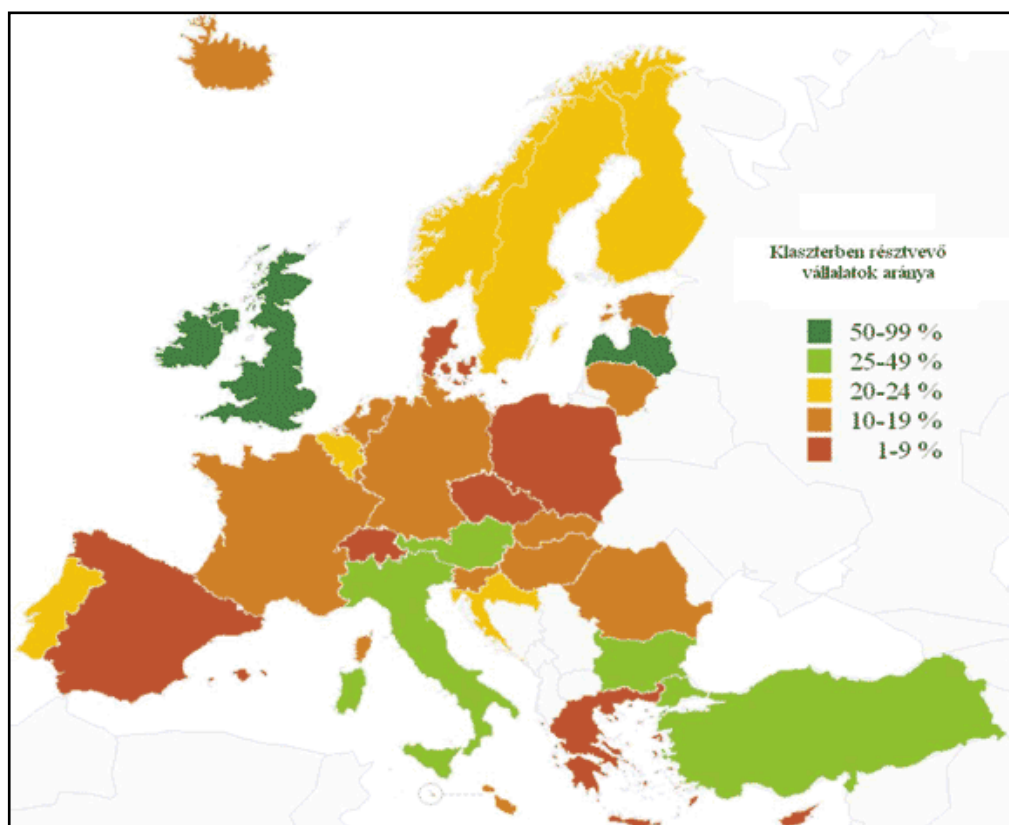 Klaszterben résztvevő
vállalatok aránya
50-99 %
25-49 %
20-24 %
10-19 %
1-9 %